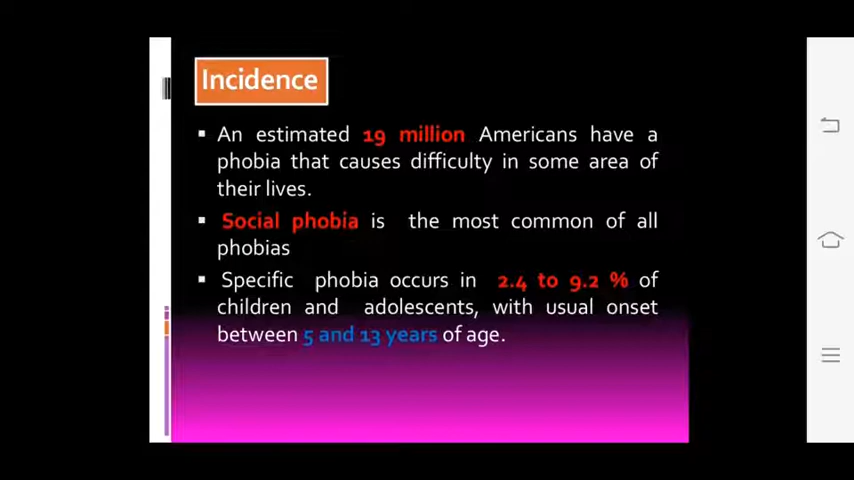 Incidence
▪ An estimated 19 million Americans have a
phobia that causes difficulty in some area of
their lives.
▪ Social phobia is the most common of all
phobias
▪ Specific phobia occurs in 2.4 to 9.2 % of
children and adolescents, with usual onset
between 5 and 13 years of age.